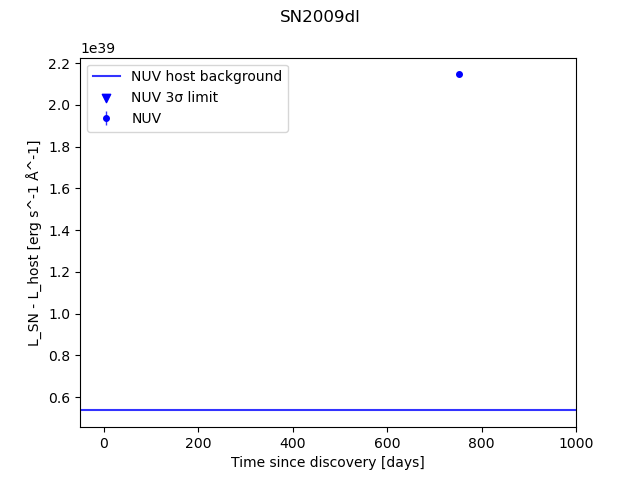 SN2009dl
1e39
2.2
2.0
1.8
1.6
1.4
1.2
1.0
0.8
0.6
L_SN - L_host [erg s^-1 Å^-1]
NUV host background
NUV 3σ limit
NUV
0
200
400
600
800
1000
Time since discovery [days]